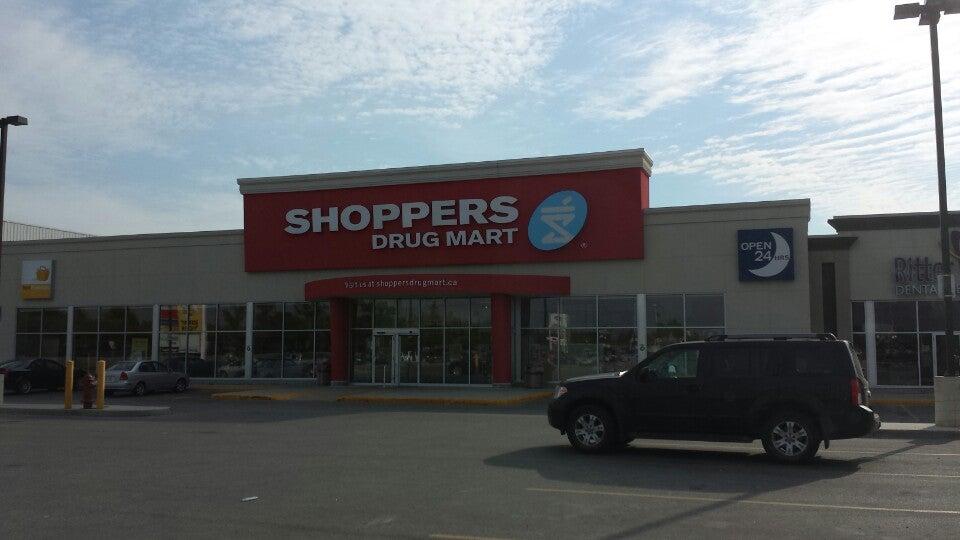 SHOPPERS
DRUG MART
®
Visit us at shoppersdrugmart.ca
OPEN
24 HRS
DENTAL